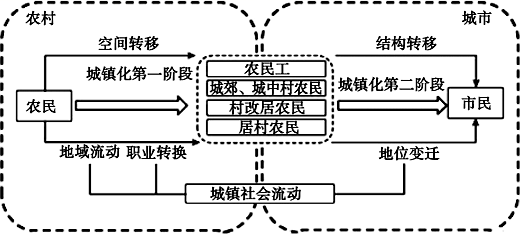 农村
城市
空间转移
结构转移
城镇化第一阶段
农民工
城郊、城中村农民
村改居农民
居村农民
城镇化第二阶段
农民
市民
地域流动
职业转换
地位变迁
城镇社会流动